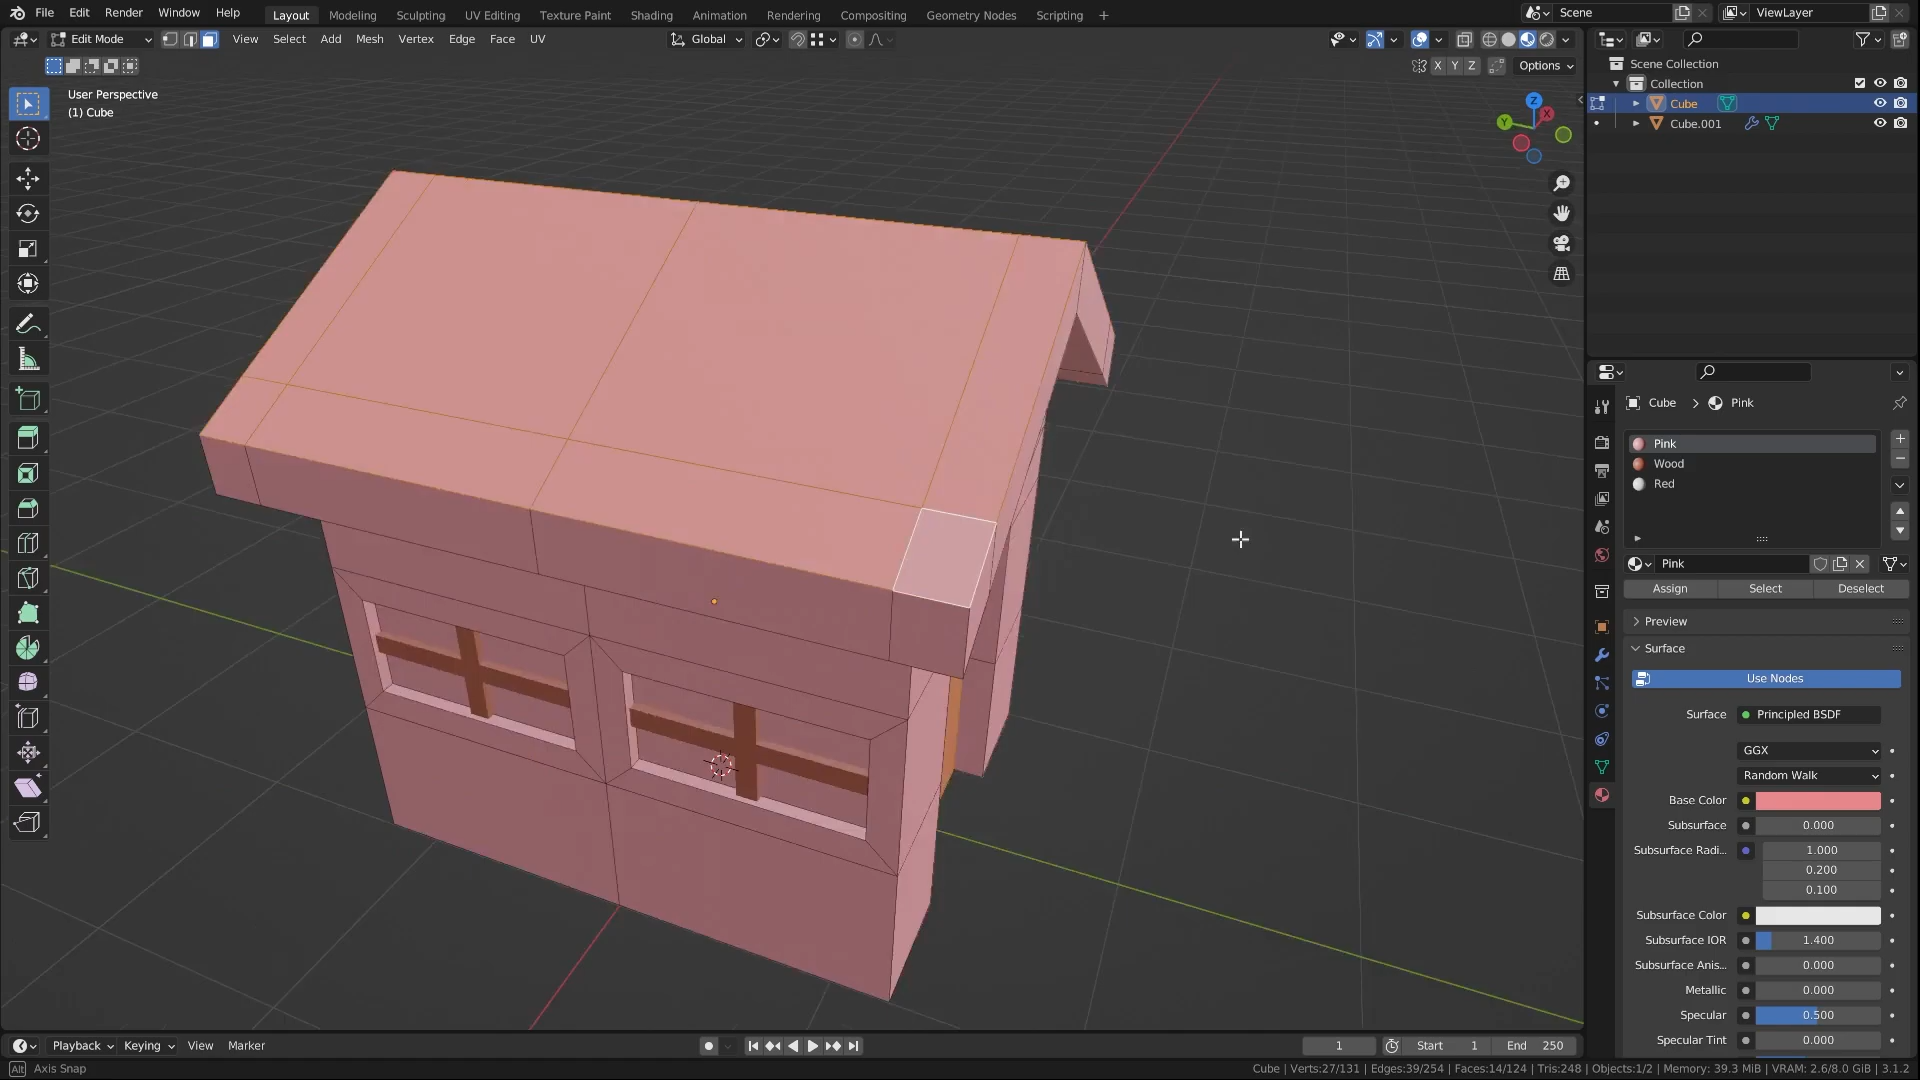 File Edit Render Window Help Layout Modeling Sculpting UV Editing Texture Paint Shading Animation Rendering Compositing Geometry Nodes Scripting + Scene ViewLayer
Edit Mode View Select Add Mesh Vertex Edge Face UV Global
X Y Z Options
User Perspective
(1) Cube
Z
X
Y
Scene Collection
Collection
Cube
Cube.001
Cube > Pink
Pink
Wood
Red
Pink
Assign Select Deselect
Preview
Surface
Use Nodes
Surface Principled BSDF
GGX
Random Walk
Base Color
Subsurface 0.000
Subsurface Radi... 1.000
0.200
0.100
Subsurface Color
Subsurface IOR 1.400
Subsurface Anis... 0.000
Metallic 0.000
Specular 0.500
Specular Tint 0.000
Playback Keying View Marker 1 Start 1 End 250
Alt Axis Snap
Cube | Verts:27/131 | Edges:39/254 | Faces:14/124 | Tris:248 | Objects:1/2 | Memory: 39.3 MiB | VRAM: 2.6/8.0 GiB | 3.1.2